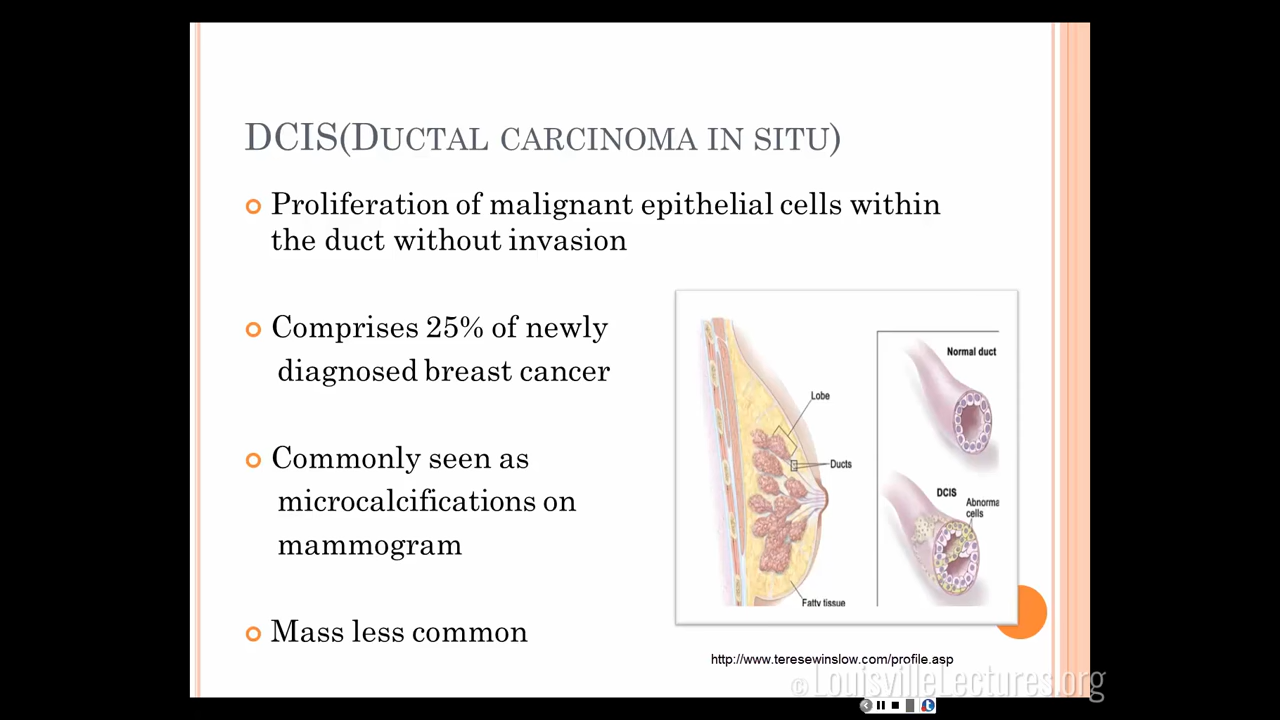 DCIS(DUCTAL CARCINOMA IN SITU)
Proliferation of malignant epithelial cells within
the duct without invasion
Comprises 25% of newly
diagnosed breast cancer
Commonly seen as
microcalcifications on
mammogram
Mass less common
Lobe
Ducts
Fatty tissue
Normal duct
DCIS
Abnorma
cells
http://www.teresewinslow.com/profile.asp
© LouisvilleLectures.org